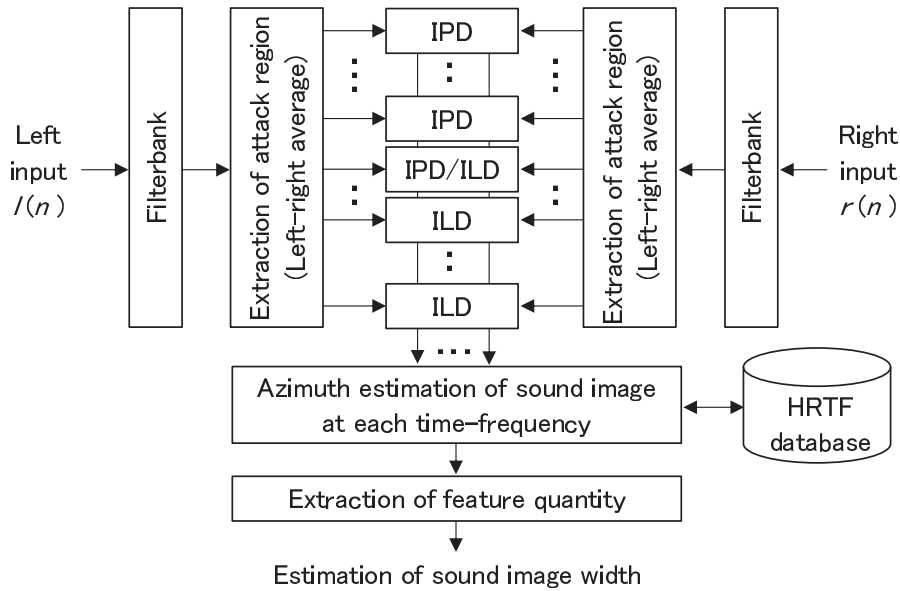 Left
input
l(n)
Filterbank
Extraction of attack region
(Left-right average)
IPD
IPD
IPD/ILD
ILD
ILD
Extraction of attack region
(Left-right average)
Filterbank
Right
input
r(n)
Azimuth estimation of sound image
at each time-frequency
HRTF
database
Extraction of feature quantity
Estimation of sound image width